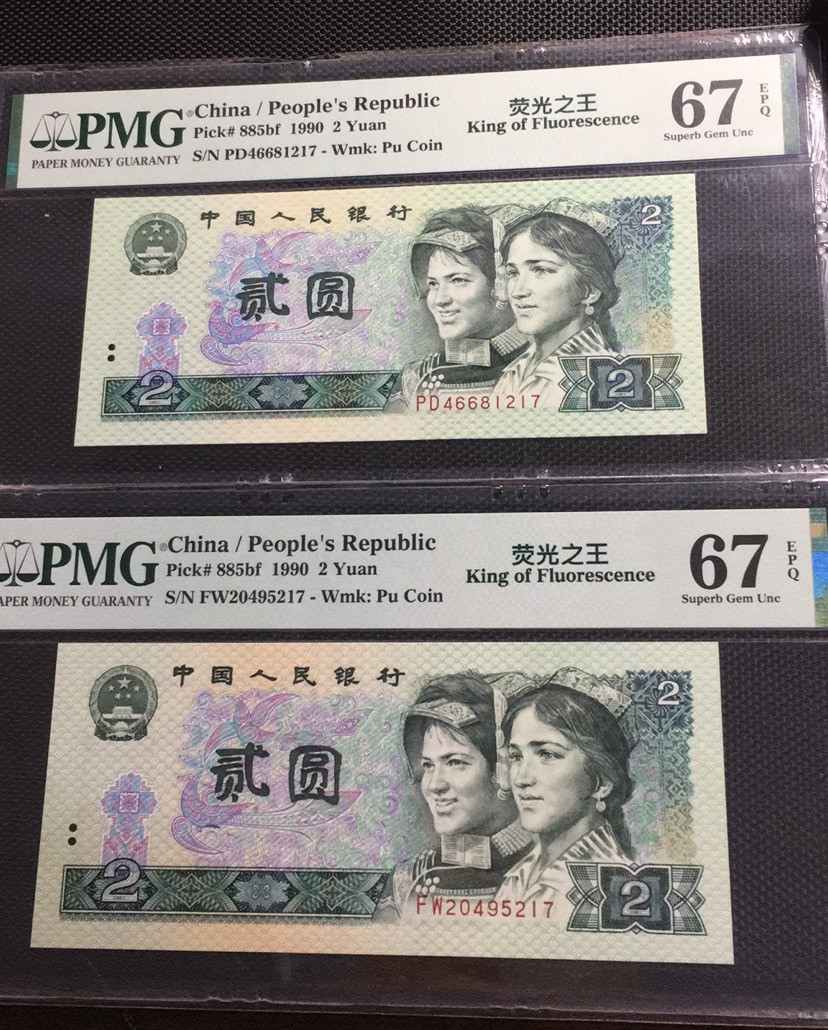 PMG
PAPER MONEY GUARANTY
China / People's Republic
Pick# 885bf 1990 2 Yuan
S/N PD46681217 - Wmk: Pu Coin
荧光之王
King of Fluorescence
67
EPQ
Superb Gem Unc
中国人民银行
2
贰圆
2
PD46681217
2
PMG
APER MONEY GUARANTY
China / People's Republic
Pick# 885bf 1990 2 Yuan
S/N FW20495217 - Wmk: Pu Coin
荧光之王
King of Fluorescence
67
EPQ
Superb Gem Unc
中国人民银行
2
贰圆
2
FW20495217
2